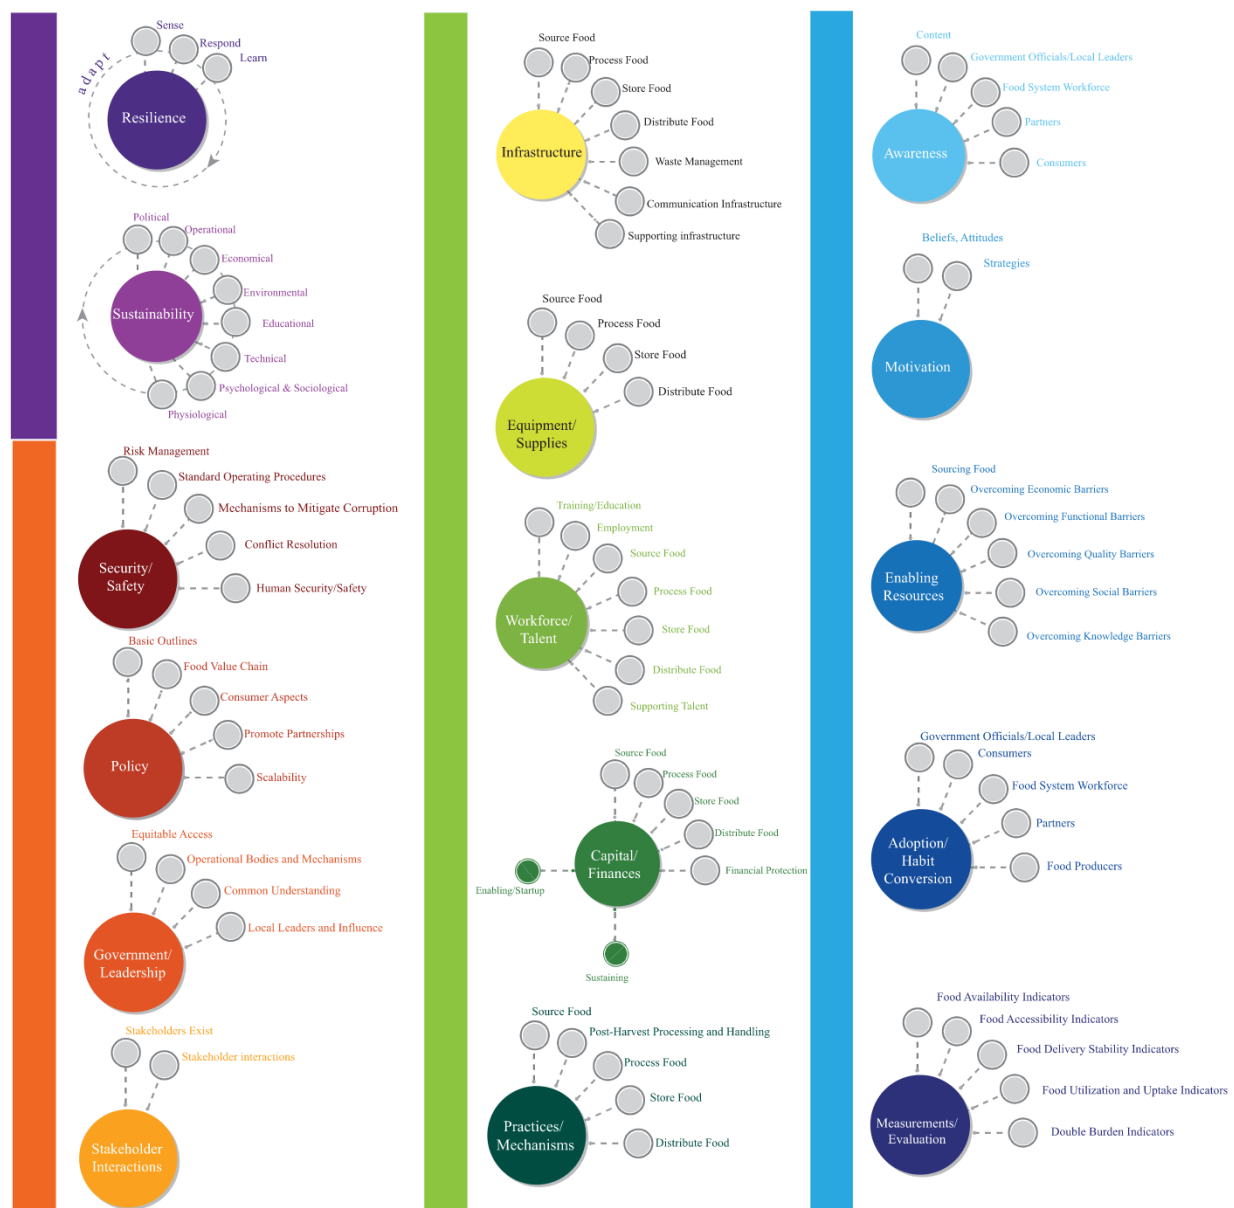 adapt
Sense
Respond
Learn
Resilience
Political
Operational
Economical
Environmental
Educational
Technical
Psychological & Sociological
Physiological
Sustainability
Risk Management
Standard Operating Procedures
Mechanisms to Mitigate Corruption
Conflict Resolution
Human Security/Safety
Security/
Safety
Basic Outlines
Food Value Chain
Consumer Aspects
Promote Partnerships
Scalability
Policy
Equitable Access
Operational Bodies and Mechanisms
Common Understanding
Local Leaders and Influence
Government/
Leadership
Stakeholders Exist
Stakeholder interactions
Stakeholder
Interactions
Source Food
Process Food
Store Food
Distribute Food
Waste Management
Communication Infrastructure
Supporting infrastructure
Infrastructure
Source Food
Process Food
Store Food
Distribute Food
Equipment/
Supplies
Training/Education
Employment
Source Food
Process Food
Store Food
Distribute Food
Supporting Talent
Workforce/
Talent
Source Food
Process Food
Store Food
Distribute Food
Financial Protection
Capital/
Finances
Enabling/Startup
Sustaining
Source Food
Post-Harvest Processing and Handling
Process Food
Store Food
Distribute Food
Practices/
Mechanisms
Content
Government Officials/Local Leaders
Food System Workforce
Partners
Consumers
Awareness
Beliefs, Attitudes
Strategies
Motivation
Sourcing Food
Overcoming Economic Barriers
Overcoming Functional Barriers
Overcoming Quality Barriers
Overcoming Social Barriers
Overcoming Knowledge Barriers
Enabling
Resources
Government Officials/Local Leaders
Consumers
Food System Workforce
Partners
Food Producers
Adoption/
Habit
Conversion
Food Availability Indicators
Food Accessibility Indicators
Food Delivery Stability Indicators
Food Utilization and Uptake Indicators
Double Burden Indicators
Measurements/
Evaluation